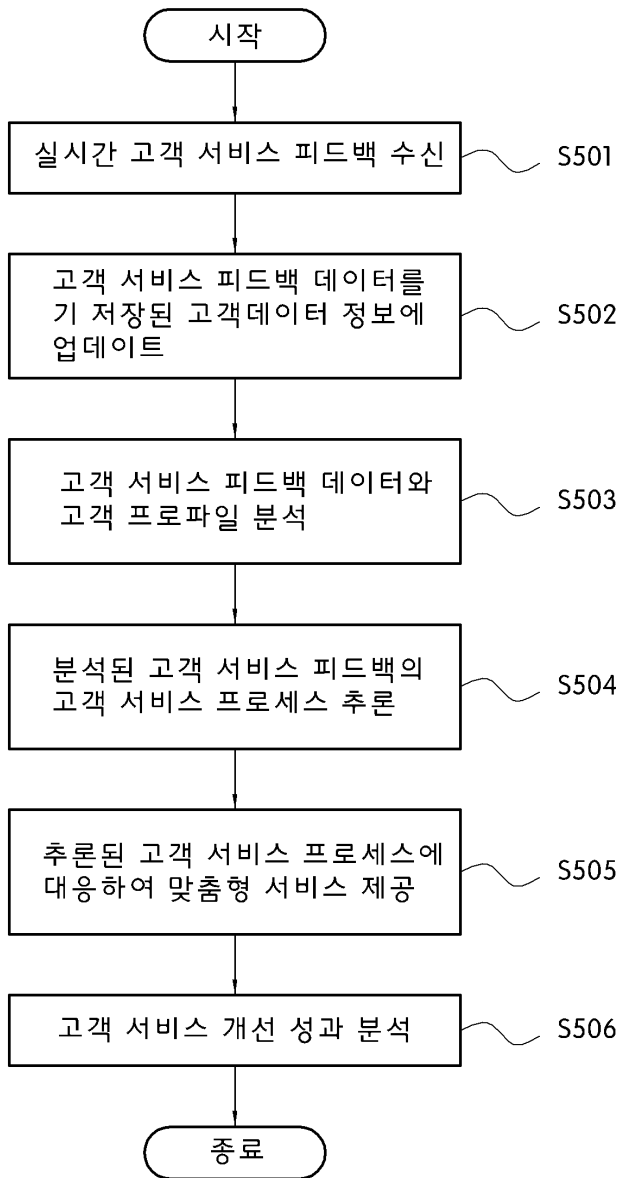 시작
실시간 고객 서비스 피드백 수신
S501
고객 서비스 피드백 데이터를
기 저장된 고객데이터 정보에
업데이트
S502
고객 서비스 피드백 데이터와
고객 프로파일 분석
S503
분석된 고객 서비스 피드백의
고객 서비스 프로세스 추론
S504
추론된 고객 서비스 프로세스에
대응하여 맞춤형 서비스 제공
S505
고객 서비스 개선 성과 분석
S506
종료